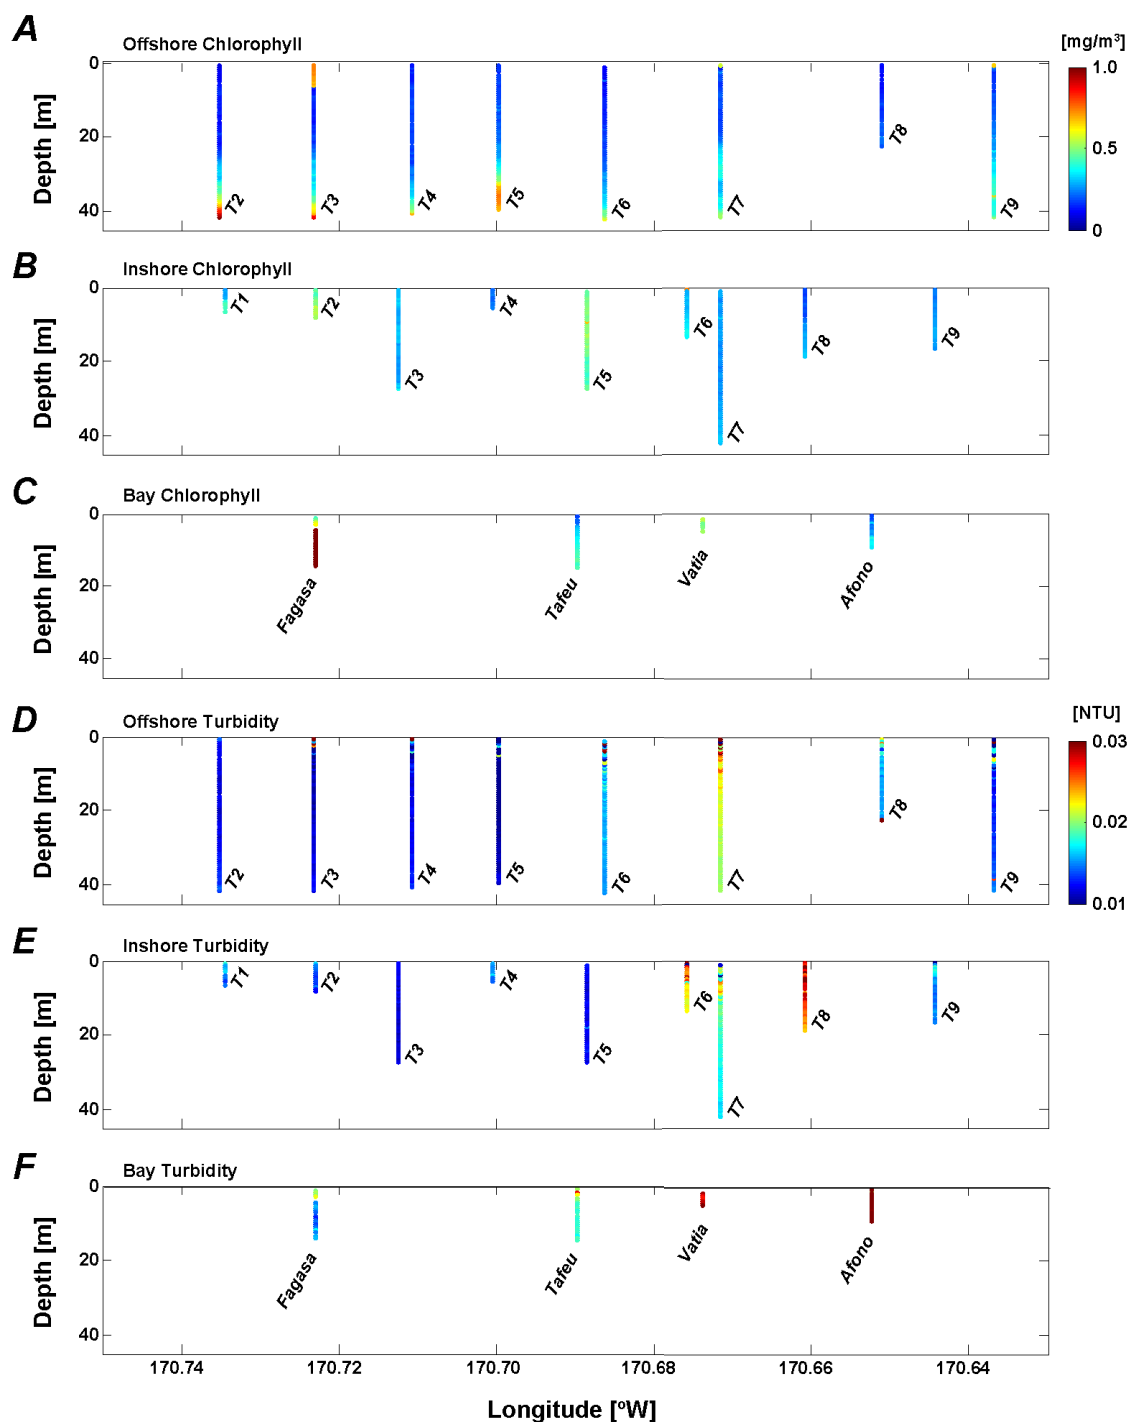 A
Offshore Chlorophyll
[mg/m³]
0
20
40
Depth [m]
T2
T3
T4
T5
T6
T7
T8
T9
1.0
0.5
0
B
Inshore Chlorophyll
0
20
40
Depth [m]
T1
T2
T3
T4
T5
T6
T7
T8
T9
C
Bay Chlorophyll
0
20
40
Depth [m]
Fagasa
Tafeu
Vatia
Afono
D
Offshore Turbidity
[NTU]
0
20
40
Depth [m]
T2
T3
T4
T5
T6
T7
T8
T9
0.03
0.02
0.01
E
Inshore Turbidity
0
20
40
Depth [m]
T1
T2
T3
T4
T5
T6
T7
T8
T9
F
Bay Turbidity
0
20
40
Depth [m]
Fagasa
Tafeu
Vatia
Afono
170.74 170.72 170.70 170.68 170.66 170.64
Longitude [ºW]